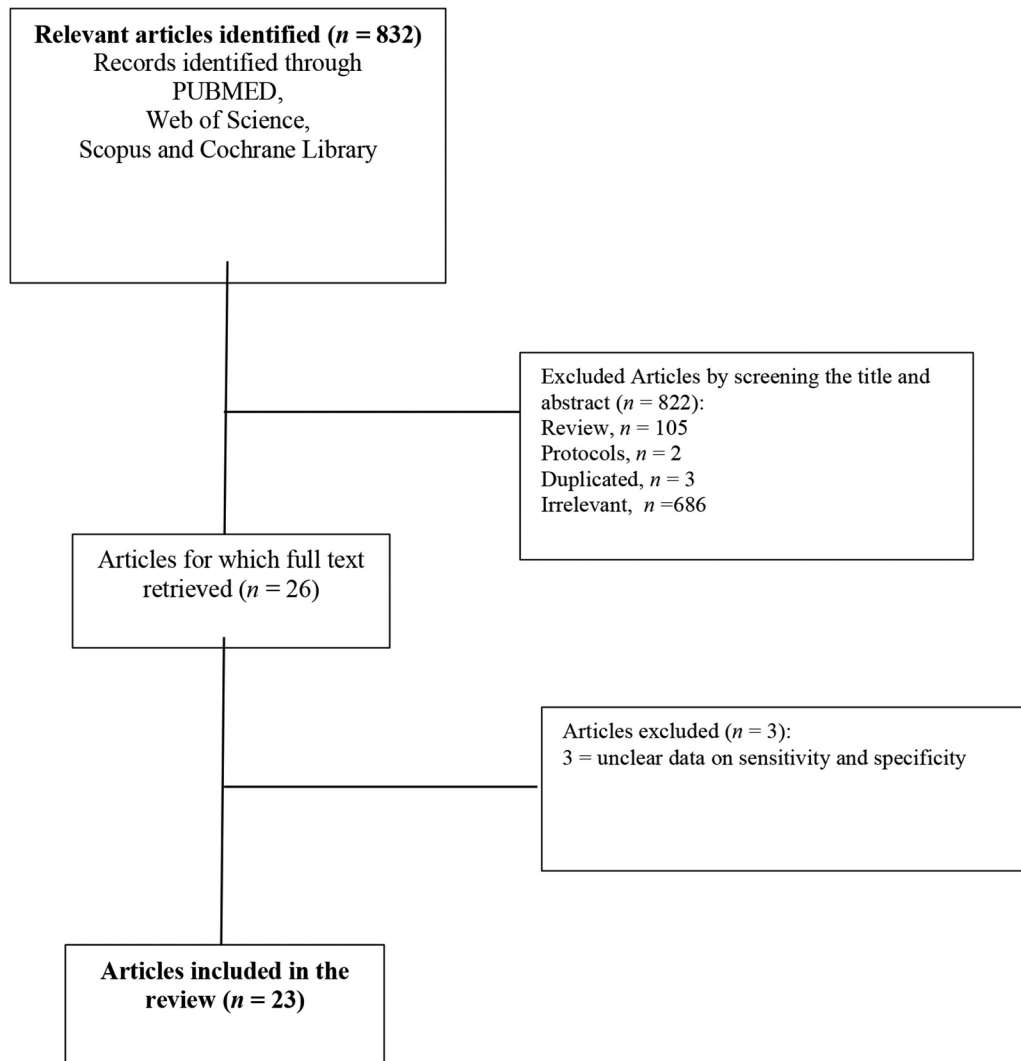 Relevant articles identified (n = 832)
Records identified through
PUBMED,
Web of Science,
Scopus and Cochrane Library
Excluded Articles by screening the title and
abstract (n = 822):
Review, n = 105
Protocols, n = 2
Duplicated, n = 3
Irrelevant, n =686
Articles for which full text
retrieved (n = 26)
Articles excluded (n = 3):
3 = unclear data on sensitivity and specificity
Articles included in the
review (n = 23)